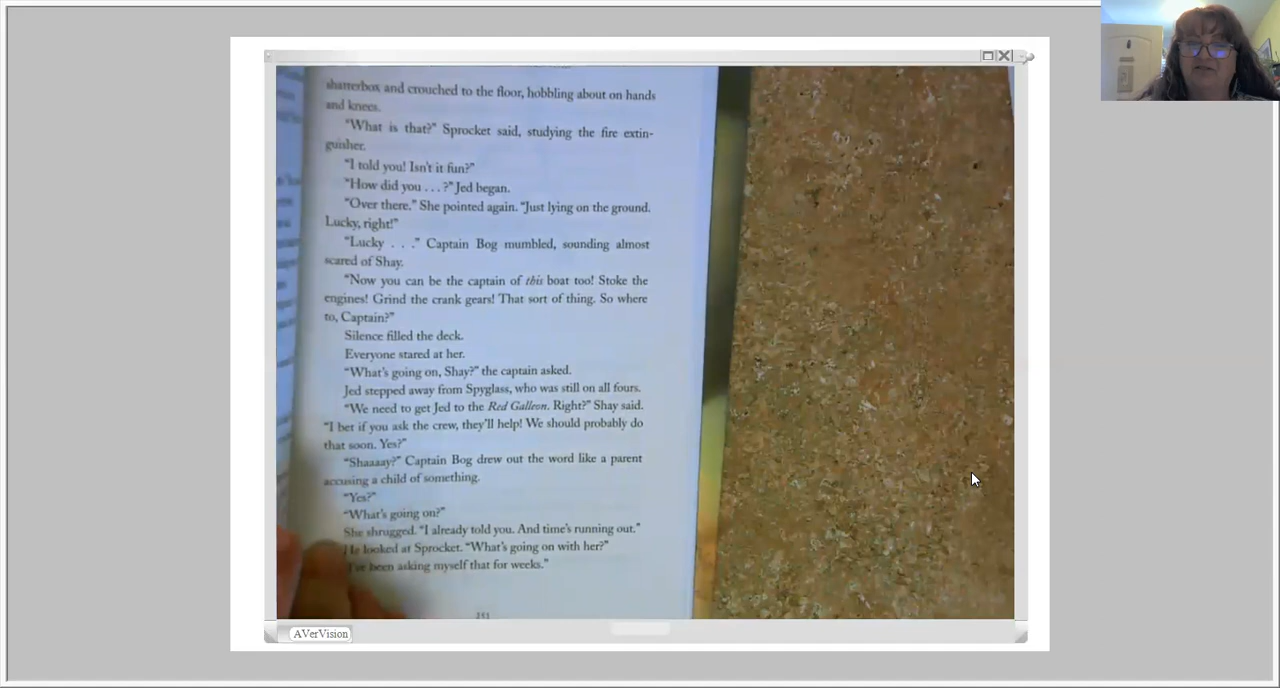 shatterbox and crouched to the floor, hobbling about on hands
and knees.
“What is that?” Sprocket said, studying the fire extin-
guisher.
“I told you! Isn’t it fun?”
“How did you . . . ?” Jed began.
“Over there.” She pointed again. “Just lying on the ground.
Lucky, right!”
“Lucky . . .” Captain Bog mumbled, sounding almost
scared of Shay.
“Now you can be the captain of this boat too! Stoke the
engines! Grind the crank gears! That sort of thing. So where
to, Captain?”
Silence filled the deck.
Everyone stared at her.
“What’s going on, Shay?” the captain asked.
Jed stepped away from Spyglass, who was still on all fours.
“We need to get Jed to the Red Galleon. Right?” Shay said.
“I bet if you ask the crew, they’ll help! We should probably do
that soon. Yes?”
“Shaaaay?” Captain Bog drew out the word like a parent
accusing a child of something.
“Yes?”
“What’s going on?”
She shrugged. “I already told you. And time’s running out.”
He looked at Sprocket. “What’s going on with her?”
“I’ve been asking myself that for weeks.”
251
AVerVision